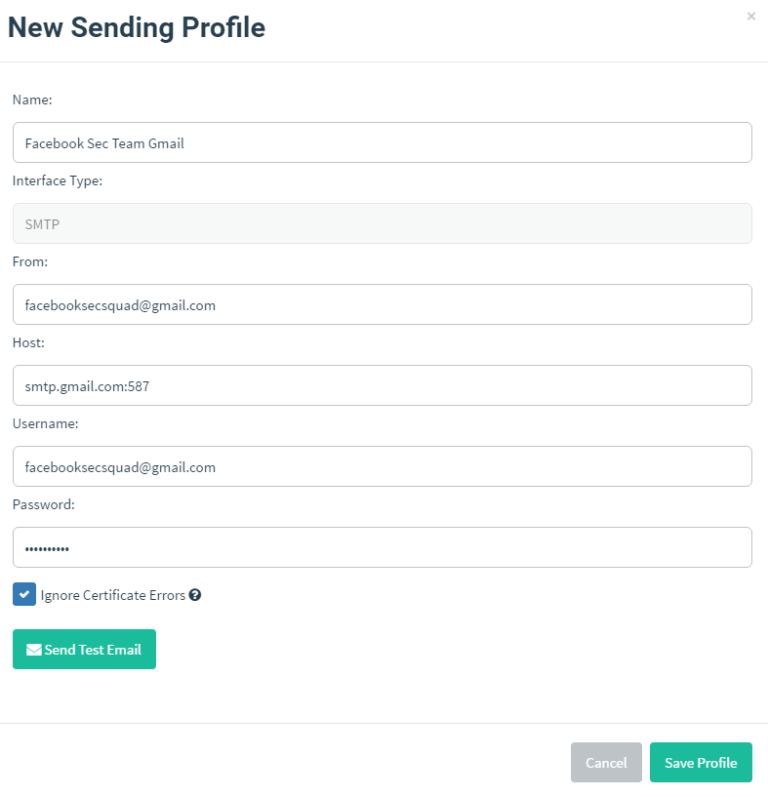 New Sending Profile
×
Name:
Facebook Sec Team Gmail
Interface Type:
SMTP
From:
facebooksecsquad@gmail.com
Host:
smtp.gmail.com:587
Username:
facebooksecsquad@gmail.com
Password:
••••••••••
Ignore Certificate Errors ?
Send Test Email
Cancel Save Profile